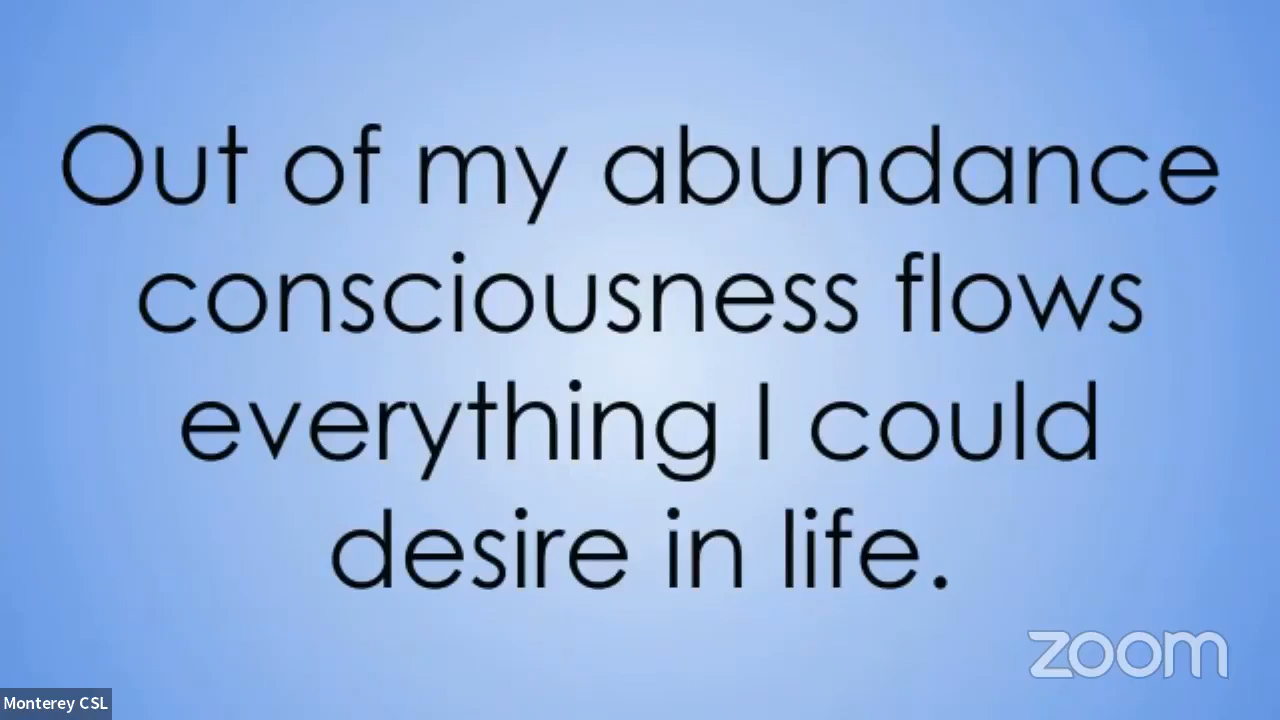 Out of my abundance
consciousness flows
everything I could
desire in life.
zoom
Monterey CSL